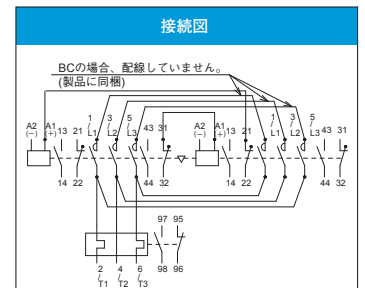 接続図
BCの場合、配線していません。
(製品に同梱)
A2 (−) A1 (+) 13 21 1/L1 3/L2 5/L3 43 31 A2 (−) A1 (+) 13 21 1/L1 3/L2 5/L3 43 31
14 22 44 32 14 22 44 32
97 95
2/T1 4/T2 6/T3 98 96